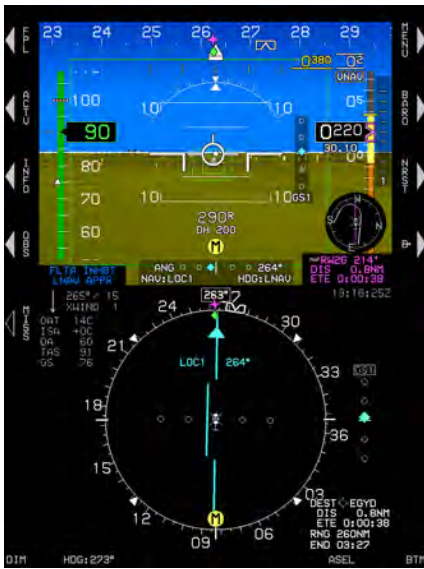 23 24 25 26 27 28 29
FPL
MENU
0380 02
VNAV
ACTV
100
05
BARO
10 10
90
0220
30.10
80
INFO
NRST
70
1
10 10
GS1
290R
DH 200
60
OBS
M
FLTA INHBT
LNAV APPR
ANG 264°
NAV:LOC1 HDG:LNAV
RW26 214°
DIS 0.8NM
ETE 0:00:38
265° / 15
XWIND 1
263°
MISS
OAT 14C
ISA +0C
DA 60
TAS 91
GS 76
24 27 30
LOC1 264°
GS1
21 33
18 36
15 03
12 09 06
M
DEST EGYD
DIS 0.8NM
ETE 0:00:38
RNG 260NM
END 03:27
DIM HDG:273° ASEL BTM